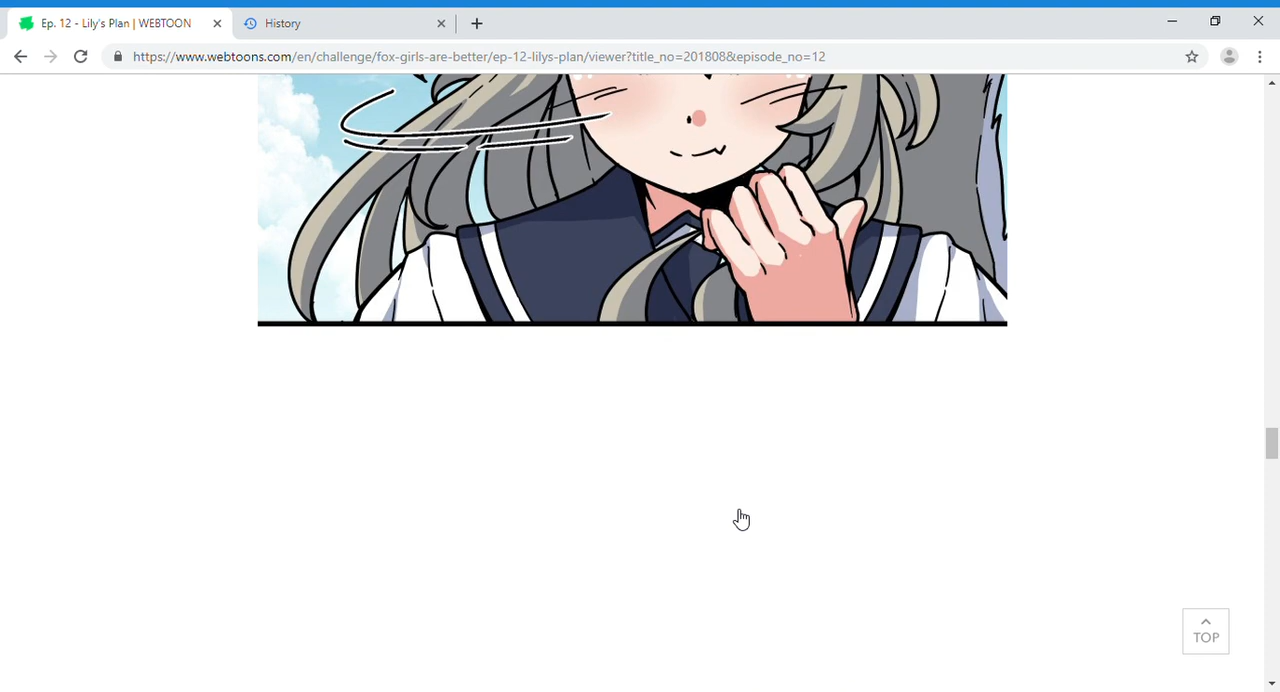 Ep. 12 - Lily's Plan | WEBTOON
History
https://www.webtoons.com/en/challenge/fox-girls-are-better/ep-12-lilys-plan/viewer?title_no=201808&episode_no=12
TOP